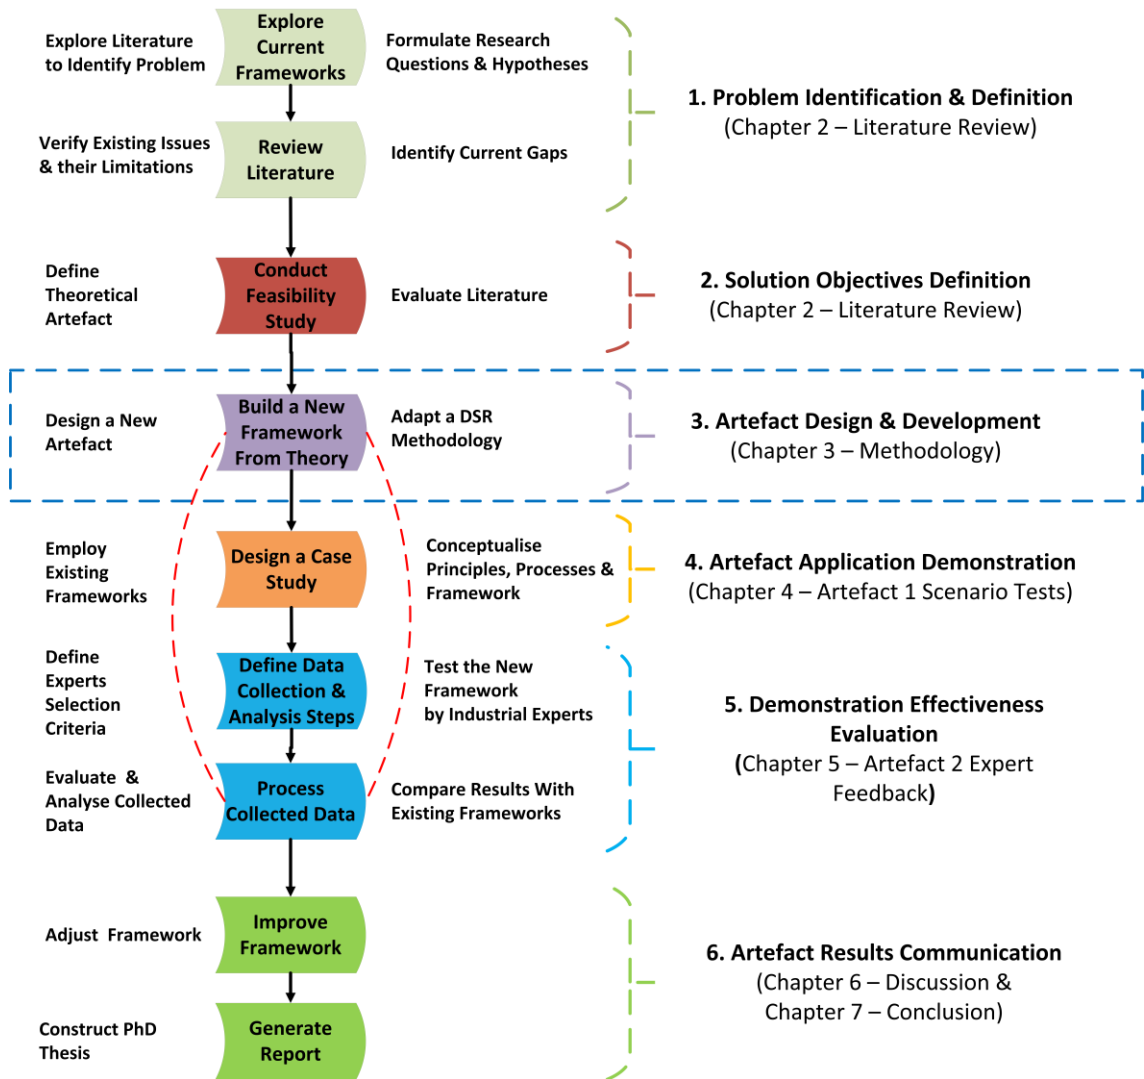 Explore Literature
to Identify Problem
Explore
Current
Frameworks
Formulate Research
Questions & Hypotheses
1. Problem Identification & Definition
(Chapter 2 – Literature Review)
Verify Existing Issues
& their Limitations
Review
Literature
Identify Current Gaps
Define
Theoretical
Artefact
Conduct
Feasibility
Study
Evaluate Literature
2. Solution Objectives Definition
(Chapter 2 – Literature Review)
Design a New
Artefact
Build a New
Framework
From Theory
Adapt a DSR
Methodology
3. Artefact Design & Development
(Chapter 3 – Methodology)
Employ
Existing
Frameworks
Design a Case
Study
Conceptualise
Principles, Processes &
Framework
4. Artefact Application Demonstration
(Chapter 4 – Artefact 1 Scenario Tests)
Define
Experts
Selection
Criteria
Define Data
Collection &
Analysis Steps
Test the New
Framework
by Industrial Experts
5. Demonstration Effectiveness
Evaluation
(Chapter 5 – Artefact 2 Expert
Feedback)
Evaluate &
Analyse Collected
Data
Process
Collected Data
Compare Results With
Existing Frameworks
Adjust Framework
Improve
Framework
6. Artefact Results Communication
(Chapter 6 – Discussion &
Chapter 7 – Conclusion)
Construct PhD
Thesis
Generate
Report